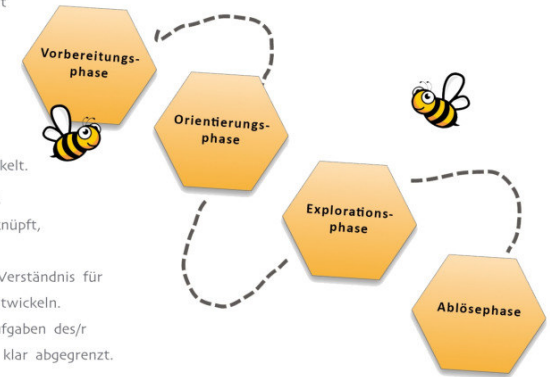 t
kelt.
nüpft,
Verständnis für
twickeln.
fgaben des/r
klar abgegrenzt.
Vorbereitungs-
phase
Orientierungs-
phase
Explorations-
phase
Ablösephase